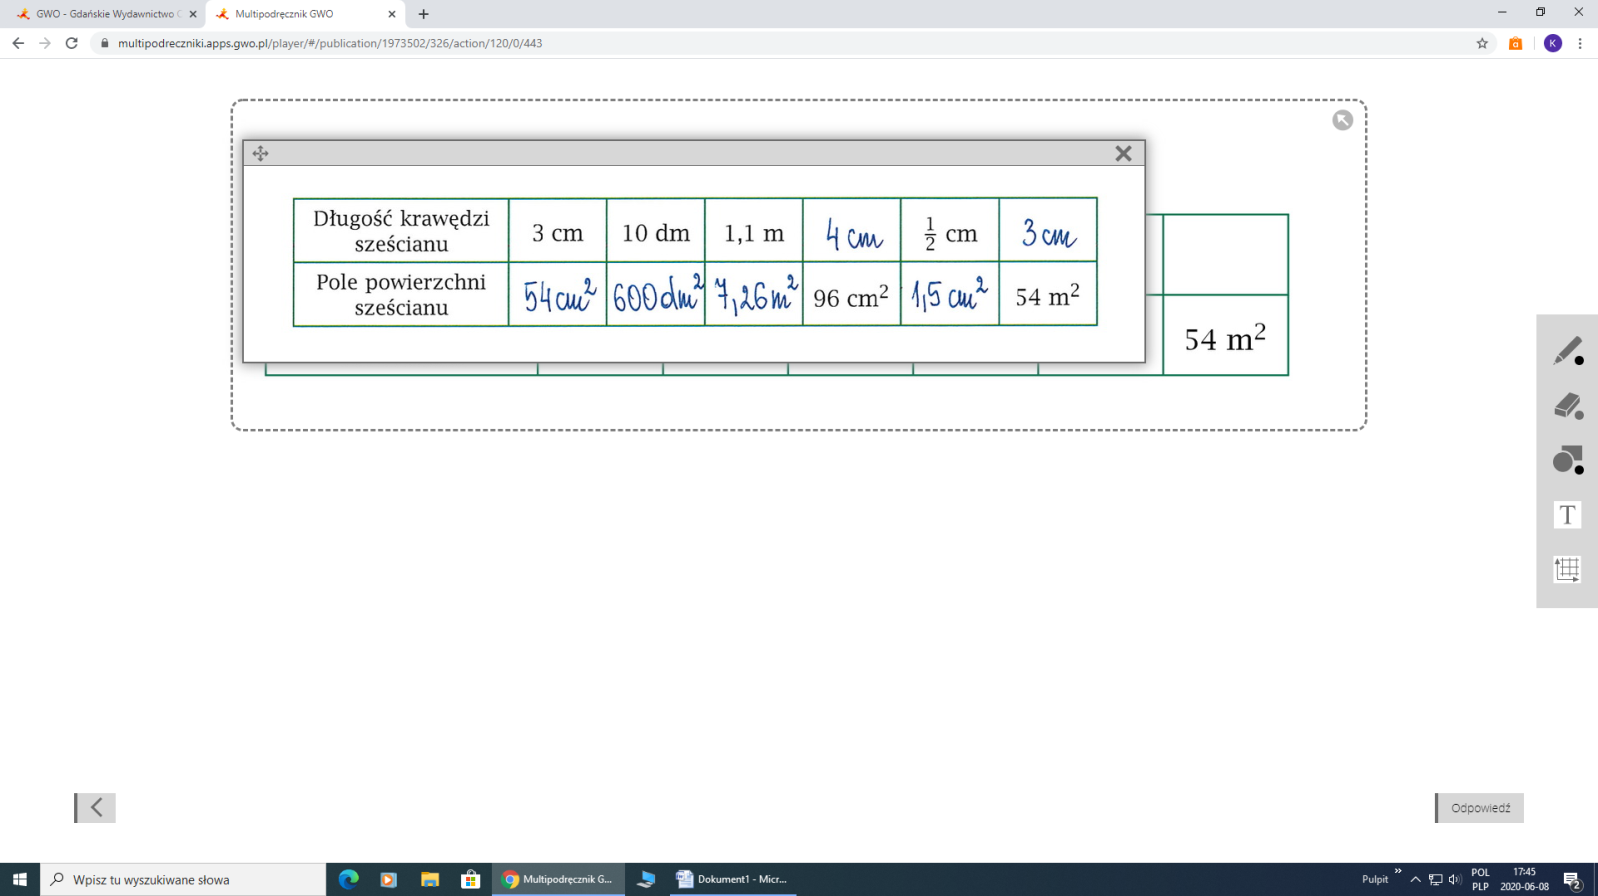 GWO - Gdańskie Wydawnictwo
Multipodręcznik GWO
multipodreczniki.apps.gwo.pl/player/#/publication/1973502/326/action/120/0/443
K
Długość krawędzi sześcianu 3 cm 10 dm 1,1 m 4 cm 1/2 cm 3 cm
Pole powierzchni sześcianu 54 cm² 600 dm² 7,26 m² 96 cm² 1,5 cm² 54 m²
54 m²
T
Odpowiedź
Wpisz tu wyszukiwane słowa
Multipodręcznik G...
Dokument1 - Micr...
Pulpit
POL
PLP
17:45
2020-06-08
2